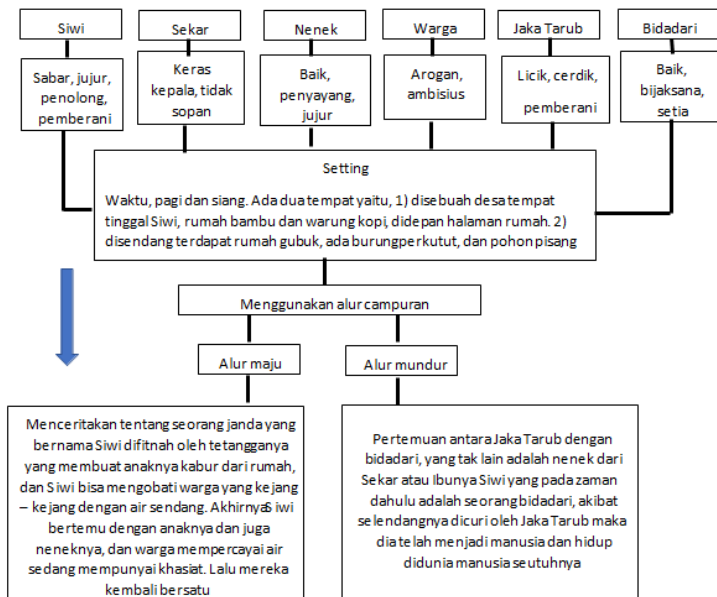 Siwi
Sekar
Nenek
Warga
Jaka Tarub
Bidadari
Sabar, jujur,
penolong,
pemberani
Keras
kepala, tidak
sopan
Baik,
penyayang,
jujur
Arogan,
ambisius
Licik, cerdik,
pemberani
Baik,
bijaksana,
setia
Setting
Waktu, pagi dan siang. Ada dua tempat yaitu, 1) disebuah desa tempat
tinggal Siwi, rumah bambu dan warung kopi, didepan halaman rumah. 2)
disendang terdapat rumah gubuk, ada burungperkutut, dan pohon pisang
Menggunakan alur campuran
Alur maju
Alur mundur
Menceritakan tentang seorang janda yang
bernama Siwi difitnah oleh tetangganya
yang membuat anaknya kabur dari rumah,
dan Siwi bisa mengobati warga yang kejang
– kejang dengan air sendang. AkhirnyaS iwi
bertemu dengan anaknya dan juga
neneknya, dan warga mempercayai air
sedang mempunyai khasiat. Lalu mereka
kembali bersatu
Pertemuan antara Jaka Tarub dengan
bidadari, yang tak lain adalah nenek dari
Sekar atau Ibunya Siwi yang pada zaman
dahulu adalah seorang bidadari, akibat
selendangnya dicuri oleh Jaka Tarub maka
dia telah menjadi manusia dan hidup
didunia manusia seutuhnya